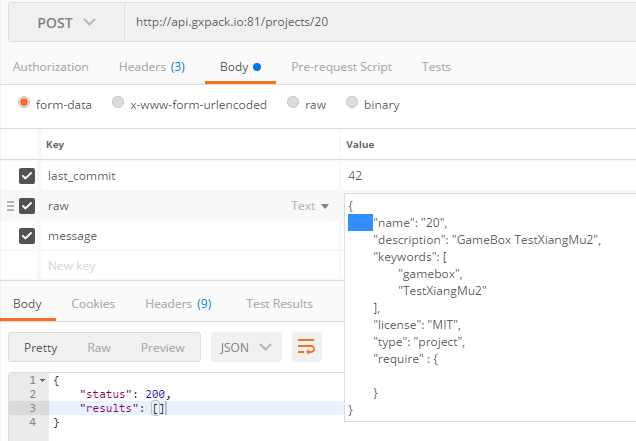 POST http://api.gxpack.io:81/projects/20
Authorization Headers (3) Body Pre-request Script Tests
form-data x-www-form-urlencoded raw binary
Key Value
last_commit 42
raw Text
message
New key
{
"name": "20",
"description": "GameBox TestXiangMu2",
"keywords": [
"gamebox",
"TestXiangMu2"
],
"license": "MIT",
"type": "project",
"require" : {
}
}
Body Cookies Headers (9) Test Results
Pretty Raw Preview JSON
1 {
2 "status": 200,
3 "results": []
4 }